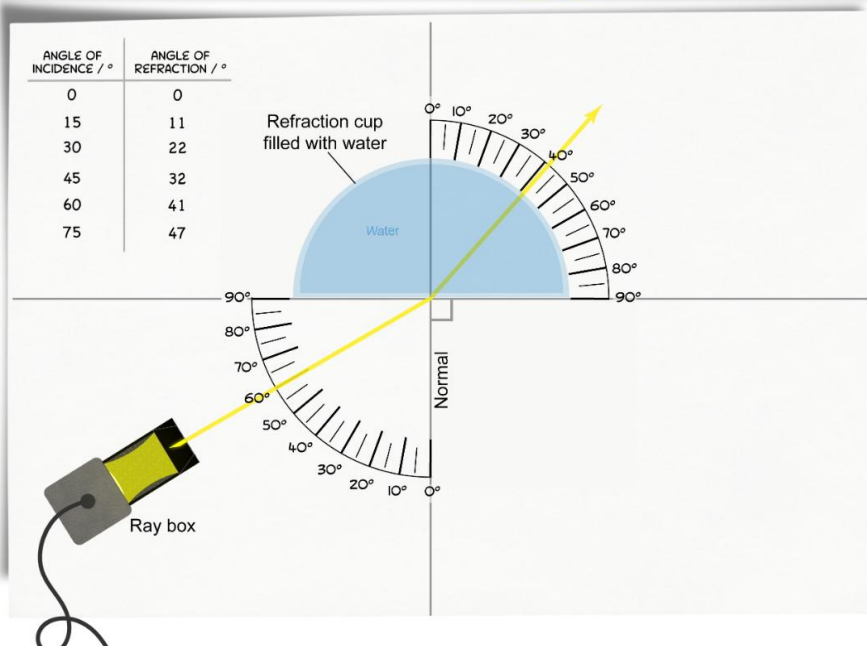 ANGLE OF INCIDENCE / °
ANGLE OF REFRACTION / °
0 0
15 11
30 22
45 32
60 41
75 47
Refraction cup
filled with water
Water
0° 10° 20° 30° 40° 50° 60° 70° 80° 90°
90° 80° 70° 60° 50° 40° 30° 20° 10° 0°
Normal
Ray box